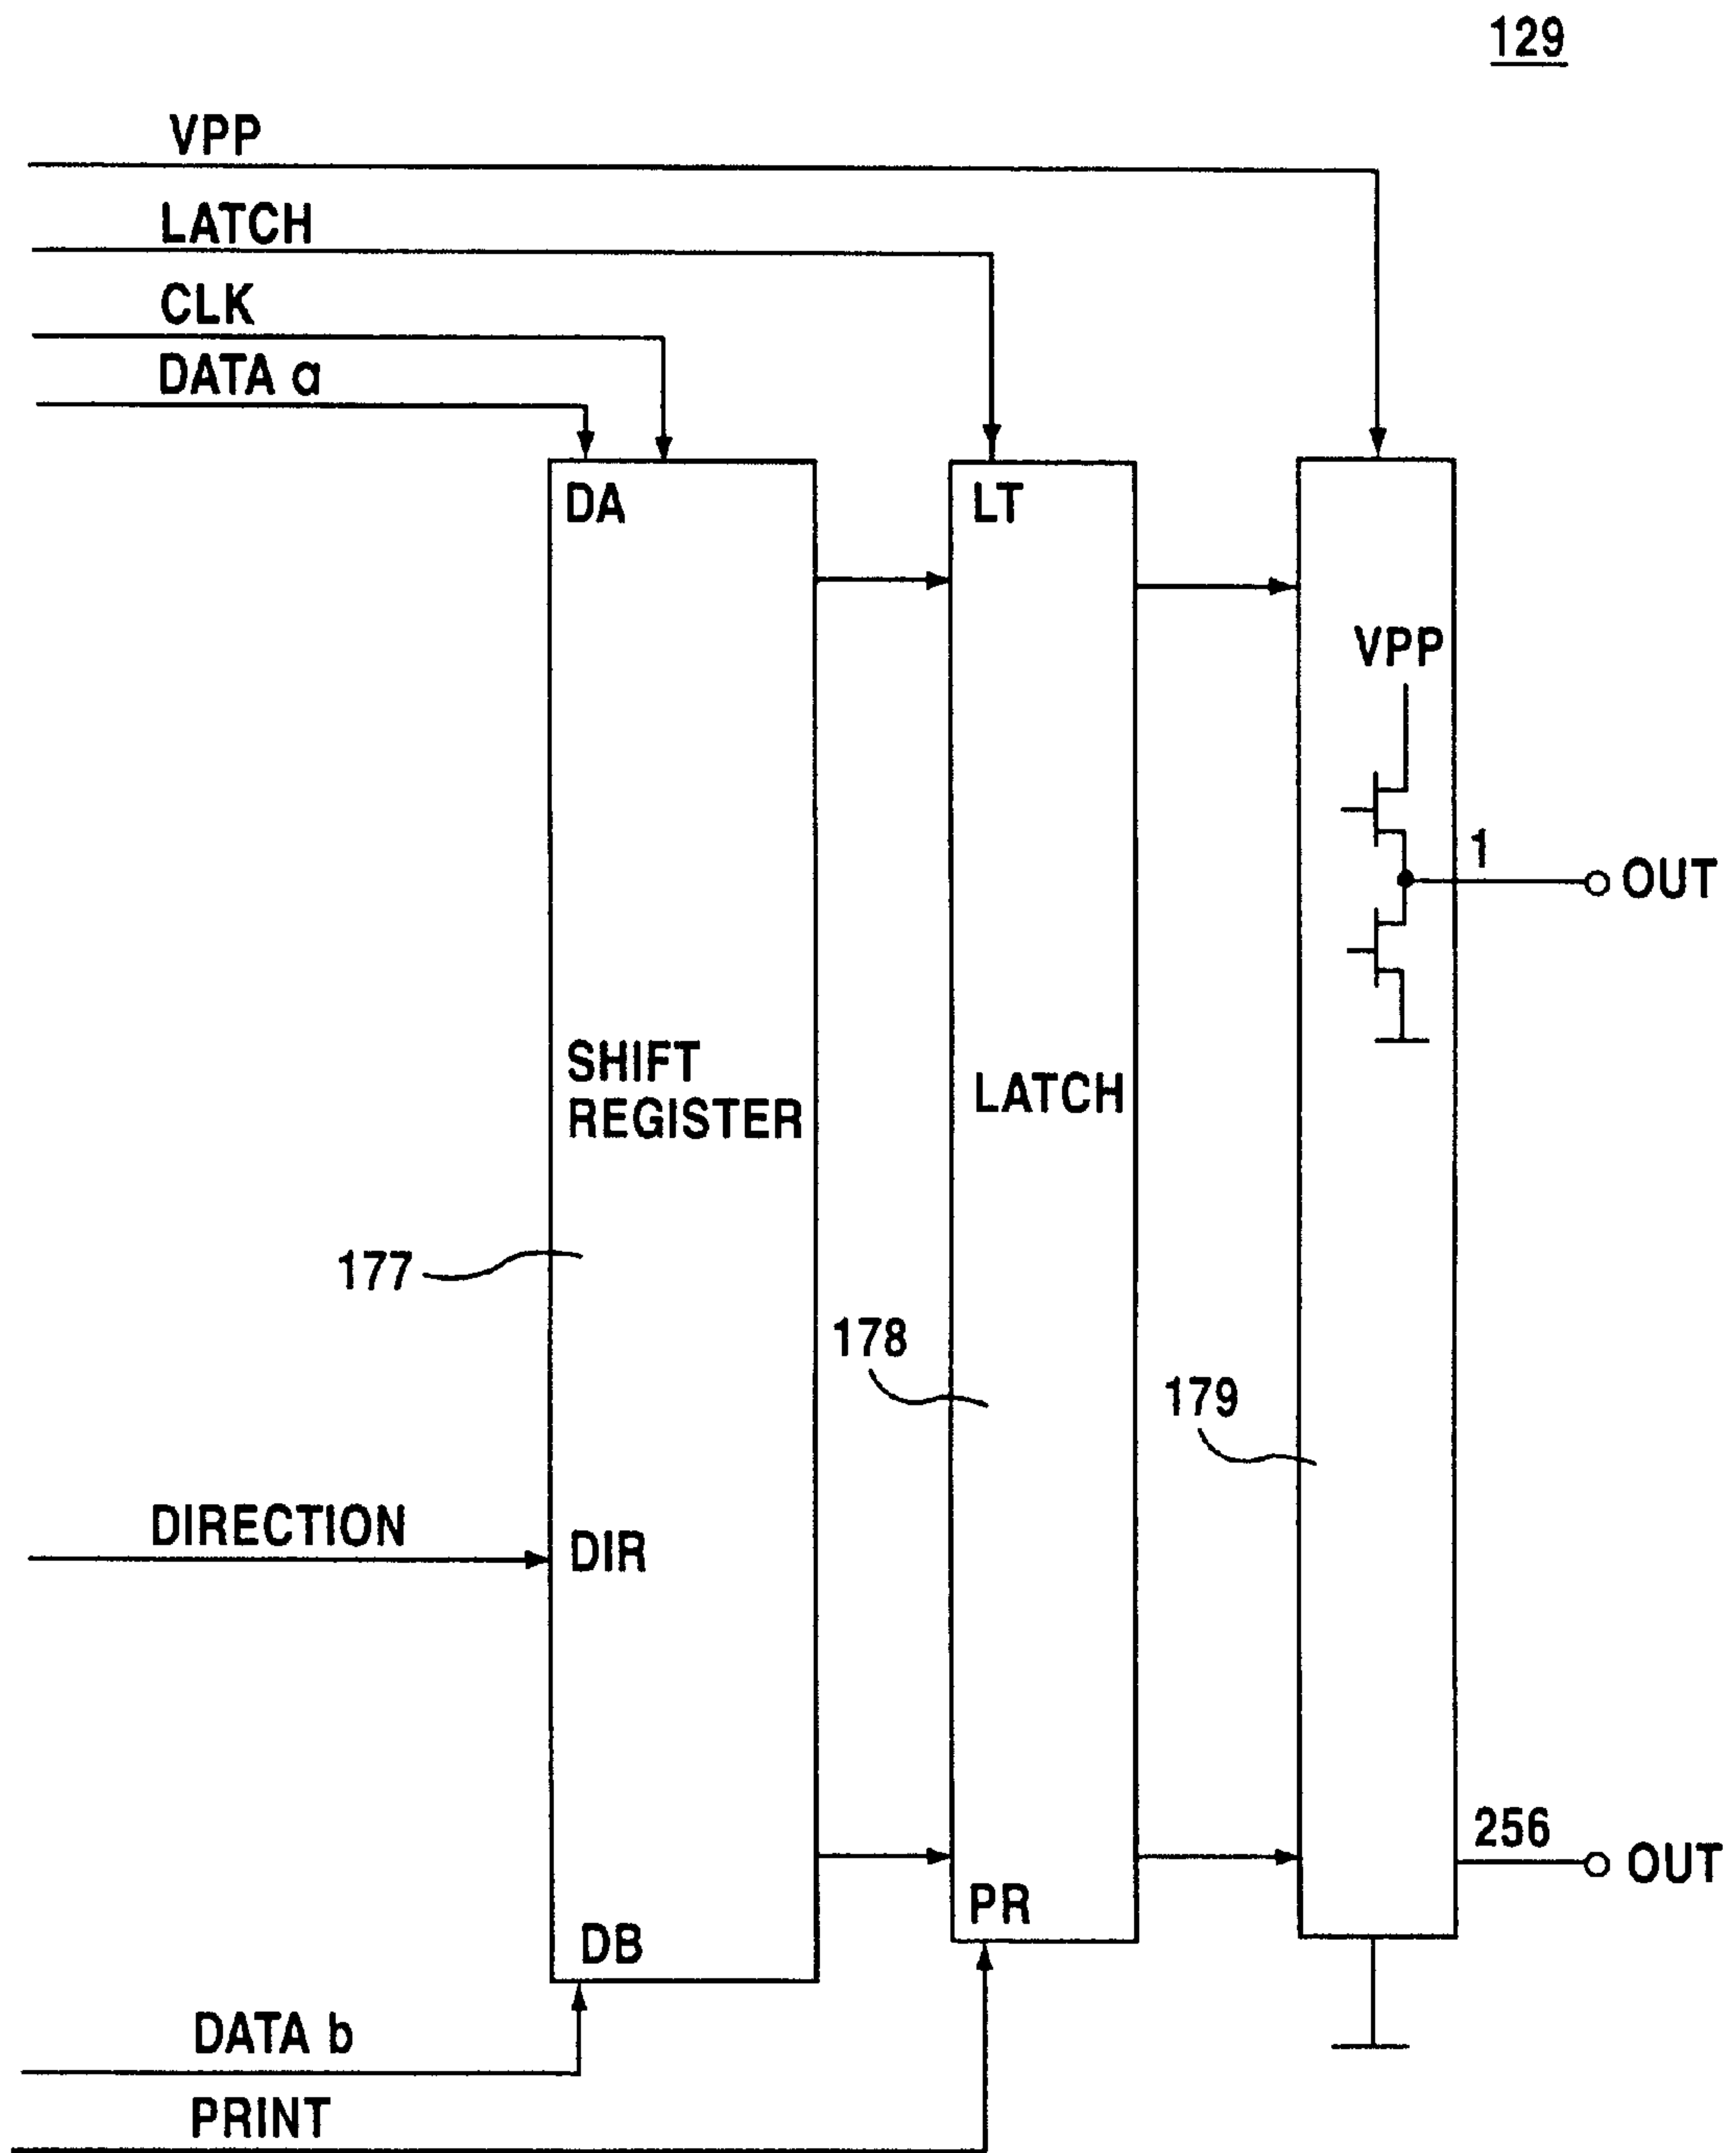 129
VPP
LATCH
CLK
DATA a
DA
LT
VPP
1
OUT
SHIFT
REGISTER
LATCH
177
178
179
DIRECTION
DIR
256
OUT
PR
DB
DATA b
PRINT